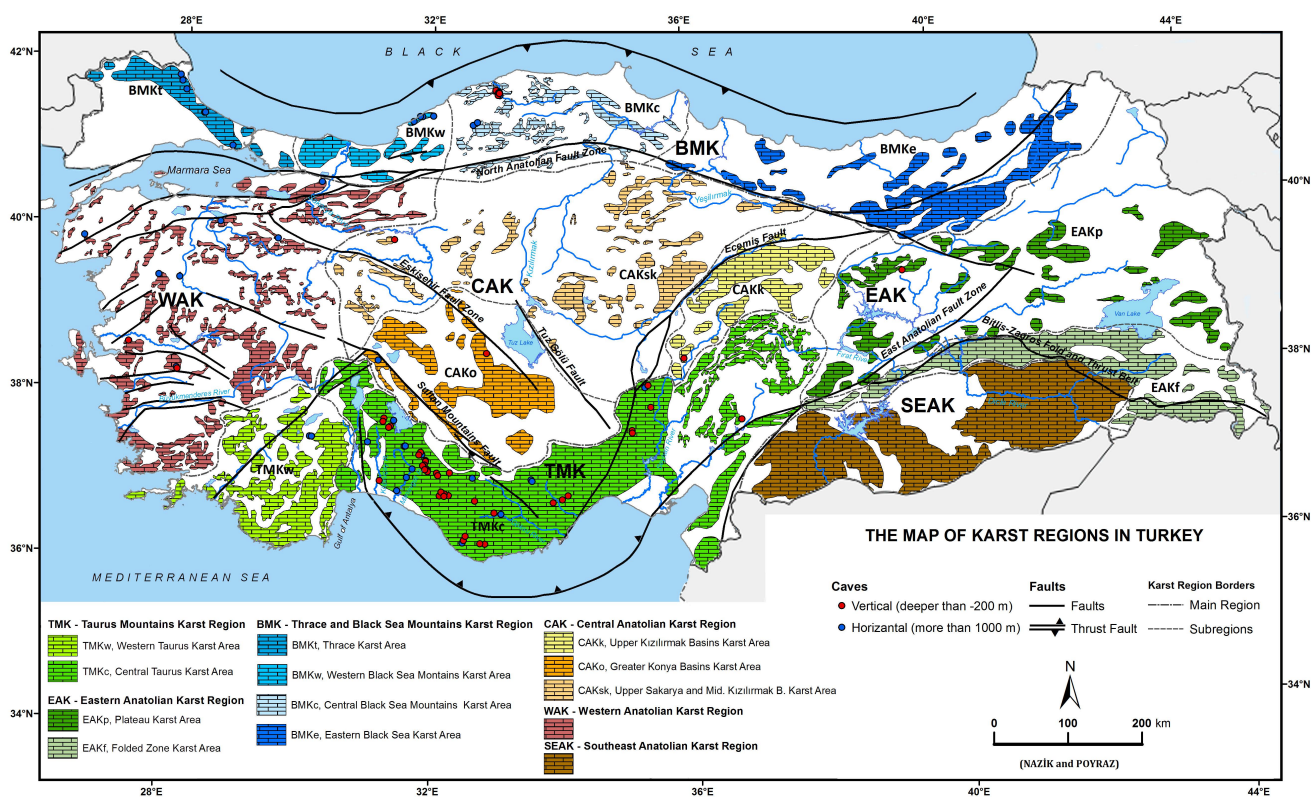 28°E 32°E 36°E 40°E 44°E
42°N
BLACK SEA
BMKt
BMKw
BMKc
BMK
BMKe
North Anatolian Fault Zone
Marmara Sea
40°N
40°N
Yeşilırmak
CAKsk
Ecemiş Fault
EAKp
Kızılırmak
Eskişehir Fault Zone
CAK
CAKk
WAK
EAK
Tuz Lake
Tuz Gölü Fault
East Anatolian Fault Zone
Bitlis-Zagros Fold and Thrust Belt
Van Lake
Fırat River
38°N
38°N
CAKo
EAKf
Sultan Mountains Fault
SEAK
TMKw
TMK
TMKc
Gulf of Antalya
36°N
36°N
MEDITERRANEAN SEA
THE MAP OF KARST REGIONS IN TURKEY
Caves
Vertical (deeper than -200 m)
Horizantal (more than 1000 m)
Faults
Faults
Thrust Fault
Karst Region Borders
Main Region
Subregions
TMK - Taurus Mountains Karst Region
TMKw, Western Taurus Karst Area
TMKc, Central Taurus Karst Area
EAK - Eastern Anatolian Karst Region
EAKp, Plateau Karst Area
EAKf, Folded Zone Karst Area
BMK - Thrace and Black Sea Mountains Karst Region
BMKt, Thrace Karst Area
BMKw, Western Black Sea Montains Karst Area
BMKc, Central Black Sea Mountains Karst Area
BMKe, Eastern Black Sea Karst Area
CAK - Central Anatolian Karst Region
CAKk, Upper Kızılırmak Basins Karst Area
CAKo, Greater Konya Basins Karst Area
CAKsk, Upper Sakarya and Mid. Kızılırmak B. Karst Area
WAK - Western Anatolian Karst Region
SEAK - Southeast Anatolian Karst Region
N
0 100 200 km
(NAZİK and POYRAZ)
34°N
34°N
28°E 32°E 36°E 40°E 44°E